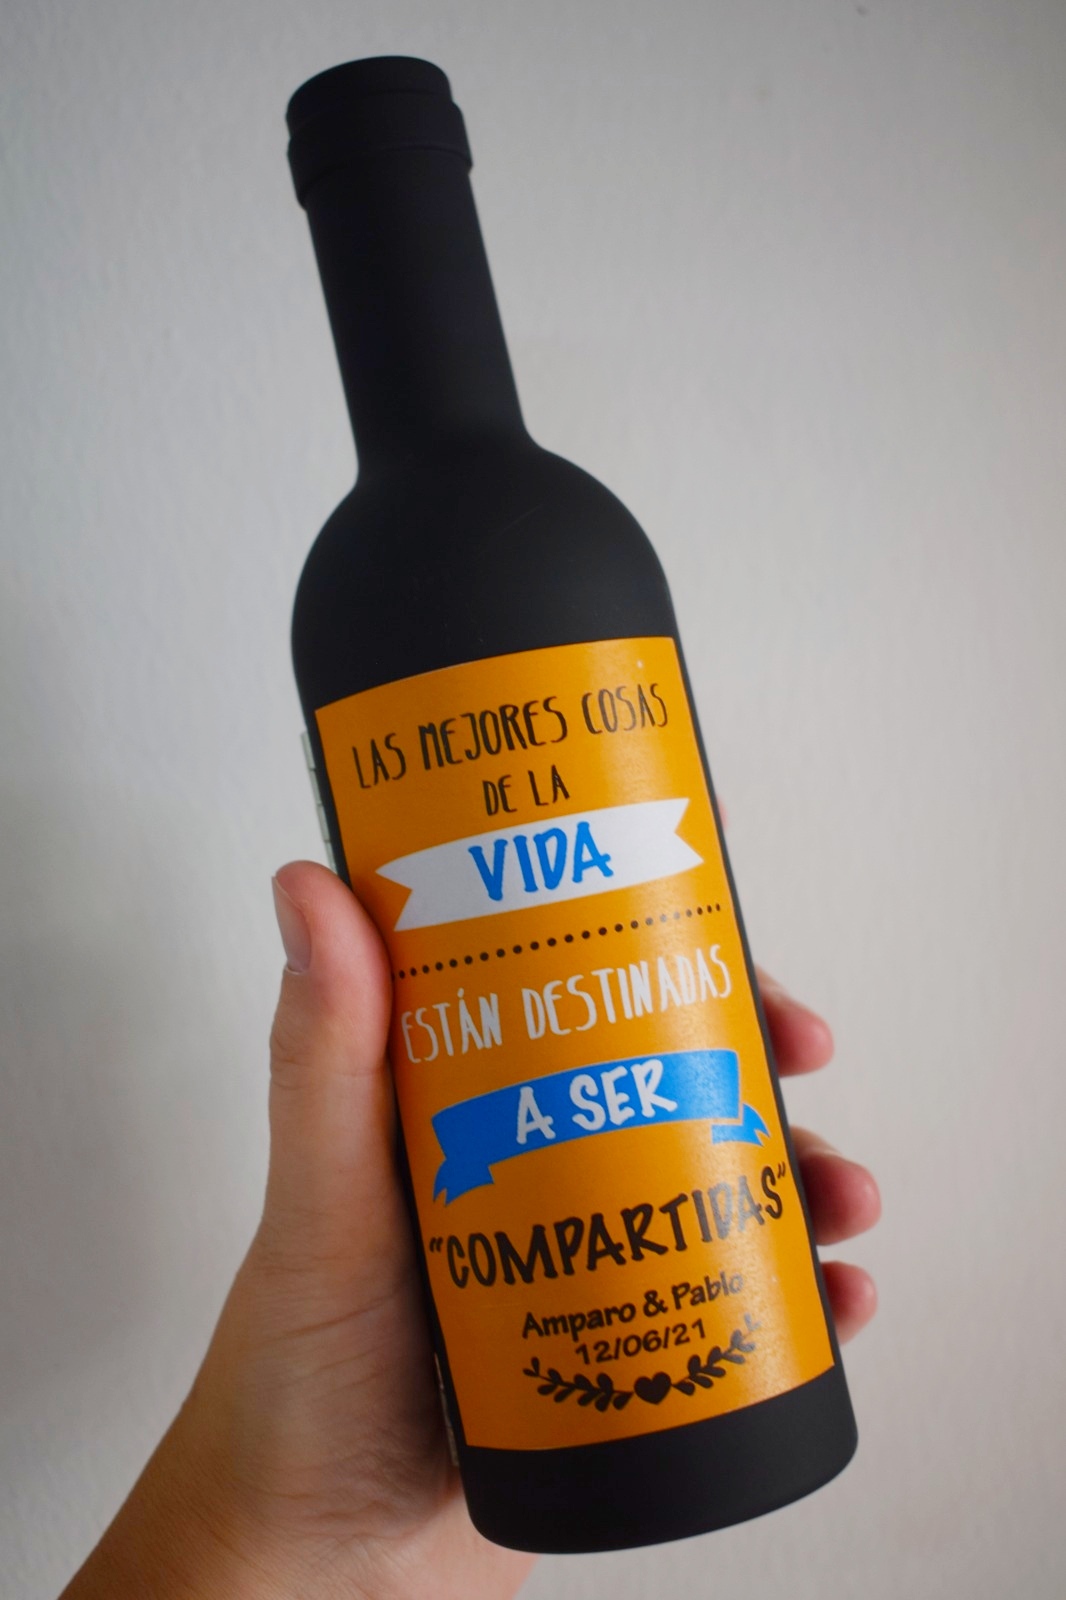 LAS MEJORES COSAS
DE LA
VIDA
ESTÁN DESTINADAS
A SER
"COMPARTIDAS"
Amparo & Pablo
12/06/21